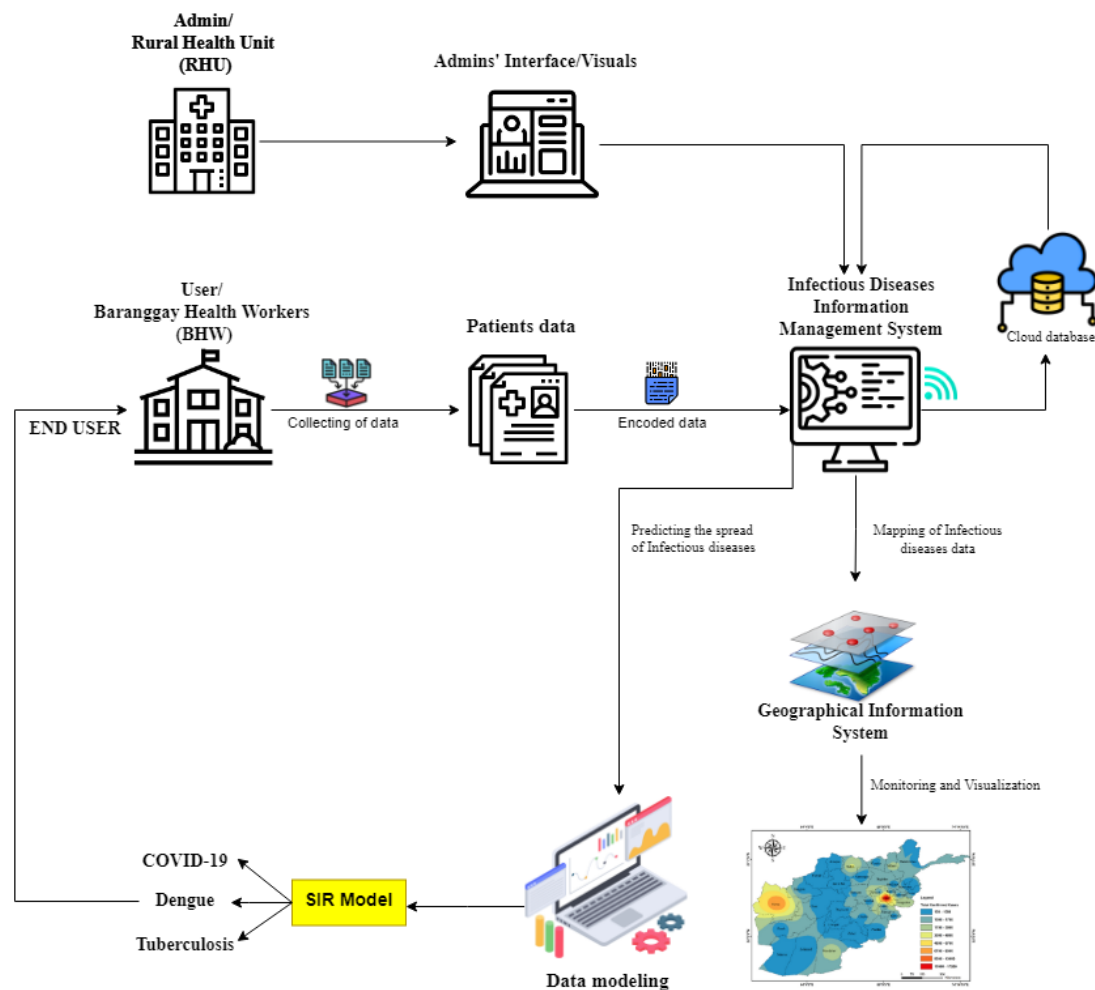 Admin/
Rural Health Unit
(RHU)
Admins' Interface/Visuals
User/
Baranggay Health Workers
(BHW)
END USER
Collecting of data
Patients data
Encoded data
Infectious Diseases
Information
Management System
Cloud database
Predicting the spread
of Infectious diseases
Mapping of Infectious
diseases data
Geographical Information
System
Monitoring and Visualization
COVID-19
Dengue
Tuberculosis
SIR Model
Data modeling
Legend